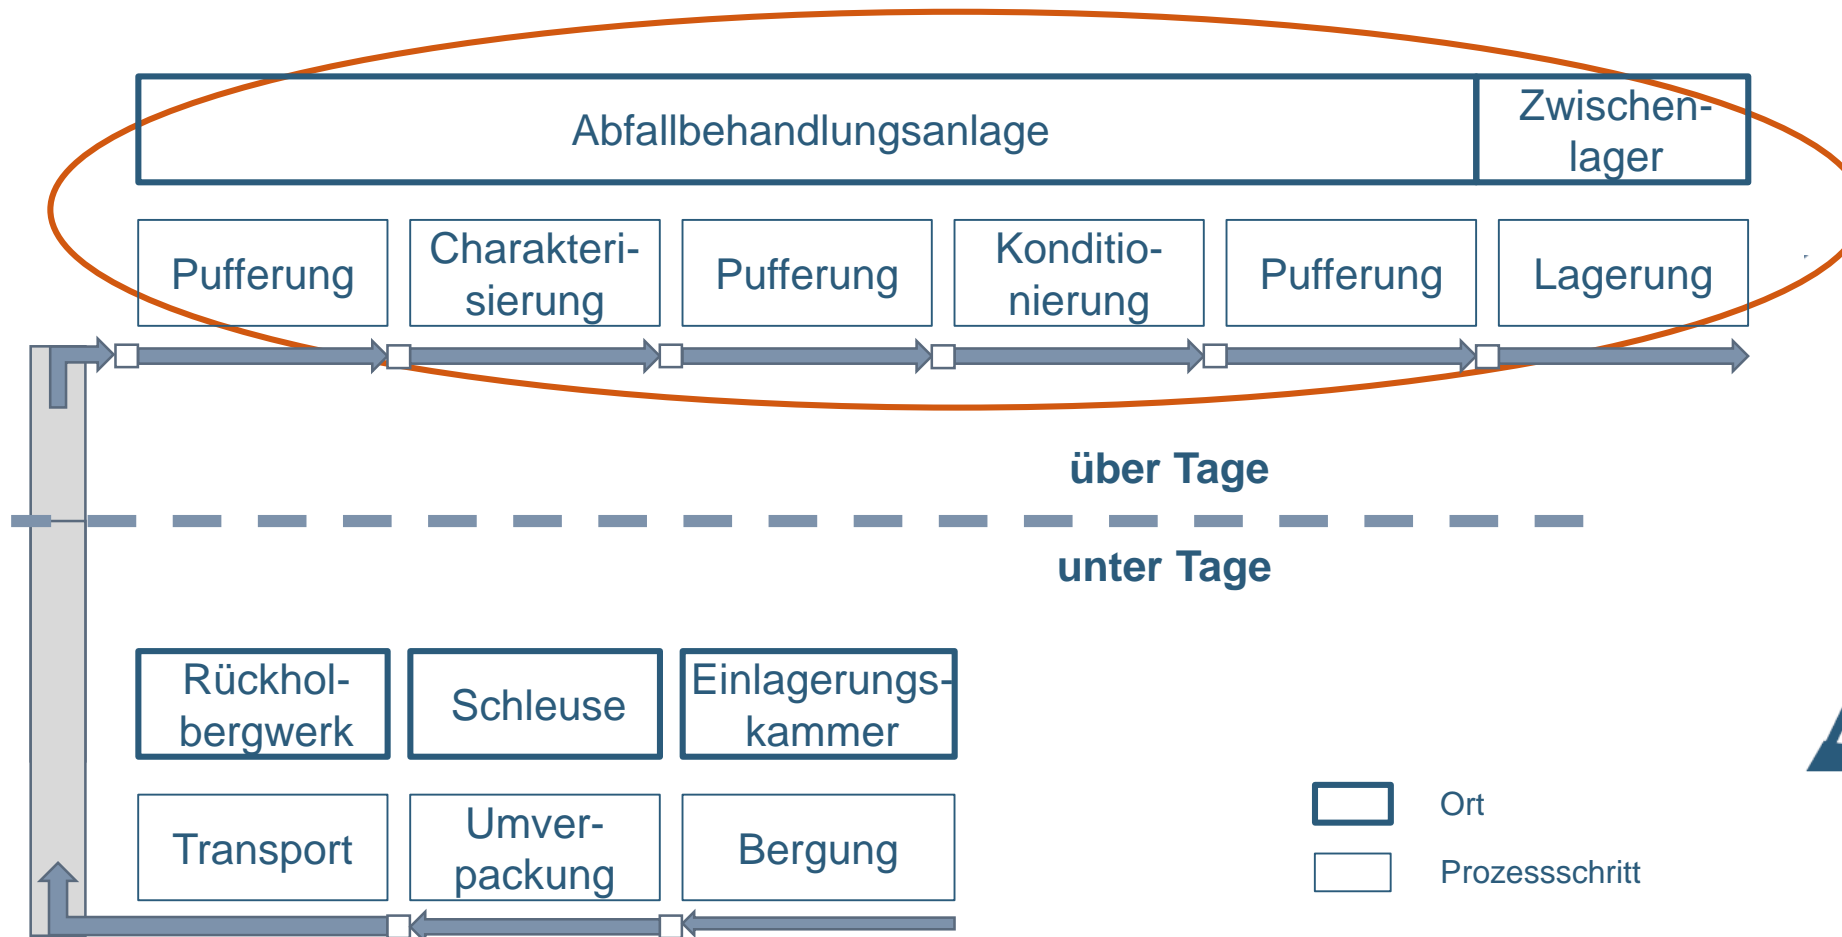 Abfallbehandlungsanlage
Zwischen-
lager
Pufferung
Charakteri-
sierung
Pufferung
Konditio-
nierung
Pufferung
Lagerung
über Tage
unter Tage
Rückhol-
bergwerk
Schleuse
Einlagerungs-
kammer
Transport
Umver-
packung
Bergung
Ort
Prozessschritt